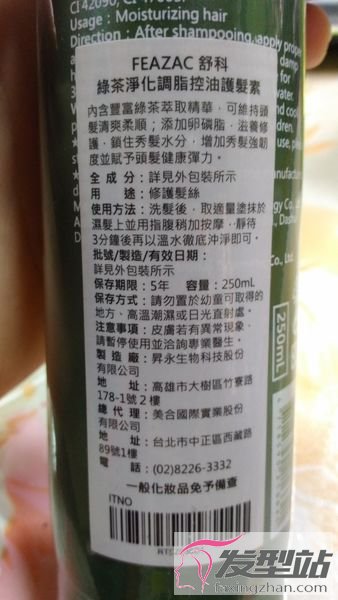 CI 42090, CI
Usage：Moisturizing hair
Direction：After shampooing,apply proper
damp
FEAZAC 舒科
綠茶淨化調脂控油護髮素
內含豐富綠茶萃取精華，可維持頭
髮清爽柔順；添加卵磷脂，滋養修
護，鎖住秀髮水分，增加秀髮強韌
度並賦予頭髮健康彈力。
全 成 分：詳見外包裝所示
用　　途：修護髮絲
使用方法：洗髮後，取適量塗抹於
濕髮上並用指腹稍加按摩，靜待
3分鐘後再以溫水徹底沖淨即可。
批號/製造/有效日期：
詳見外包裝所示
保存期限：5年　容量：250mL
保存方式：請勿置於幼童可取得的
地方、高溫潮濕或日光直射處。
注意事項：皮膚若有異常現象，
請暫停使用並洽詢專業醫生。
製 造 廠：昇永生物科技股份
有限公司
地　　址：高雄市大樹區竹寮路
178-1號2樓
總 代 理：美合國際實業股份
有限公司
地　　址：台北市中正區西藏路
89號1樓
電　　話：(02)8226-3332
一般化妝品免予備查
ITNO
250mL
发型站
faxingzhan.com